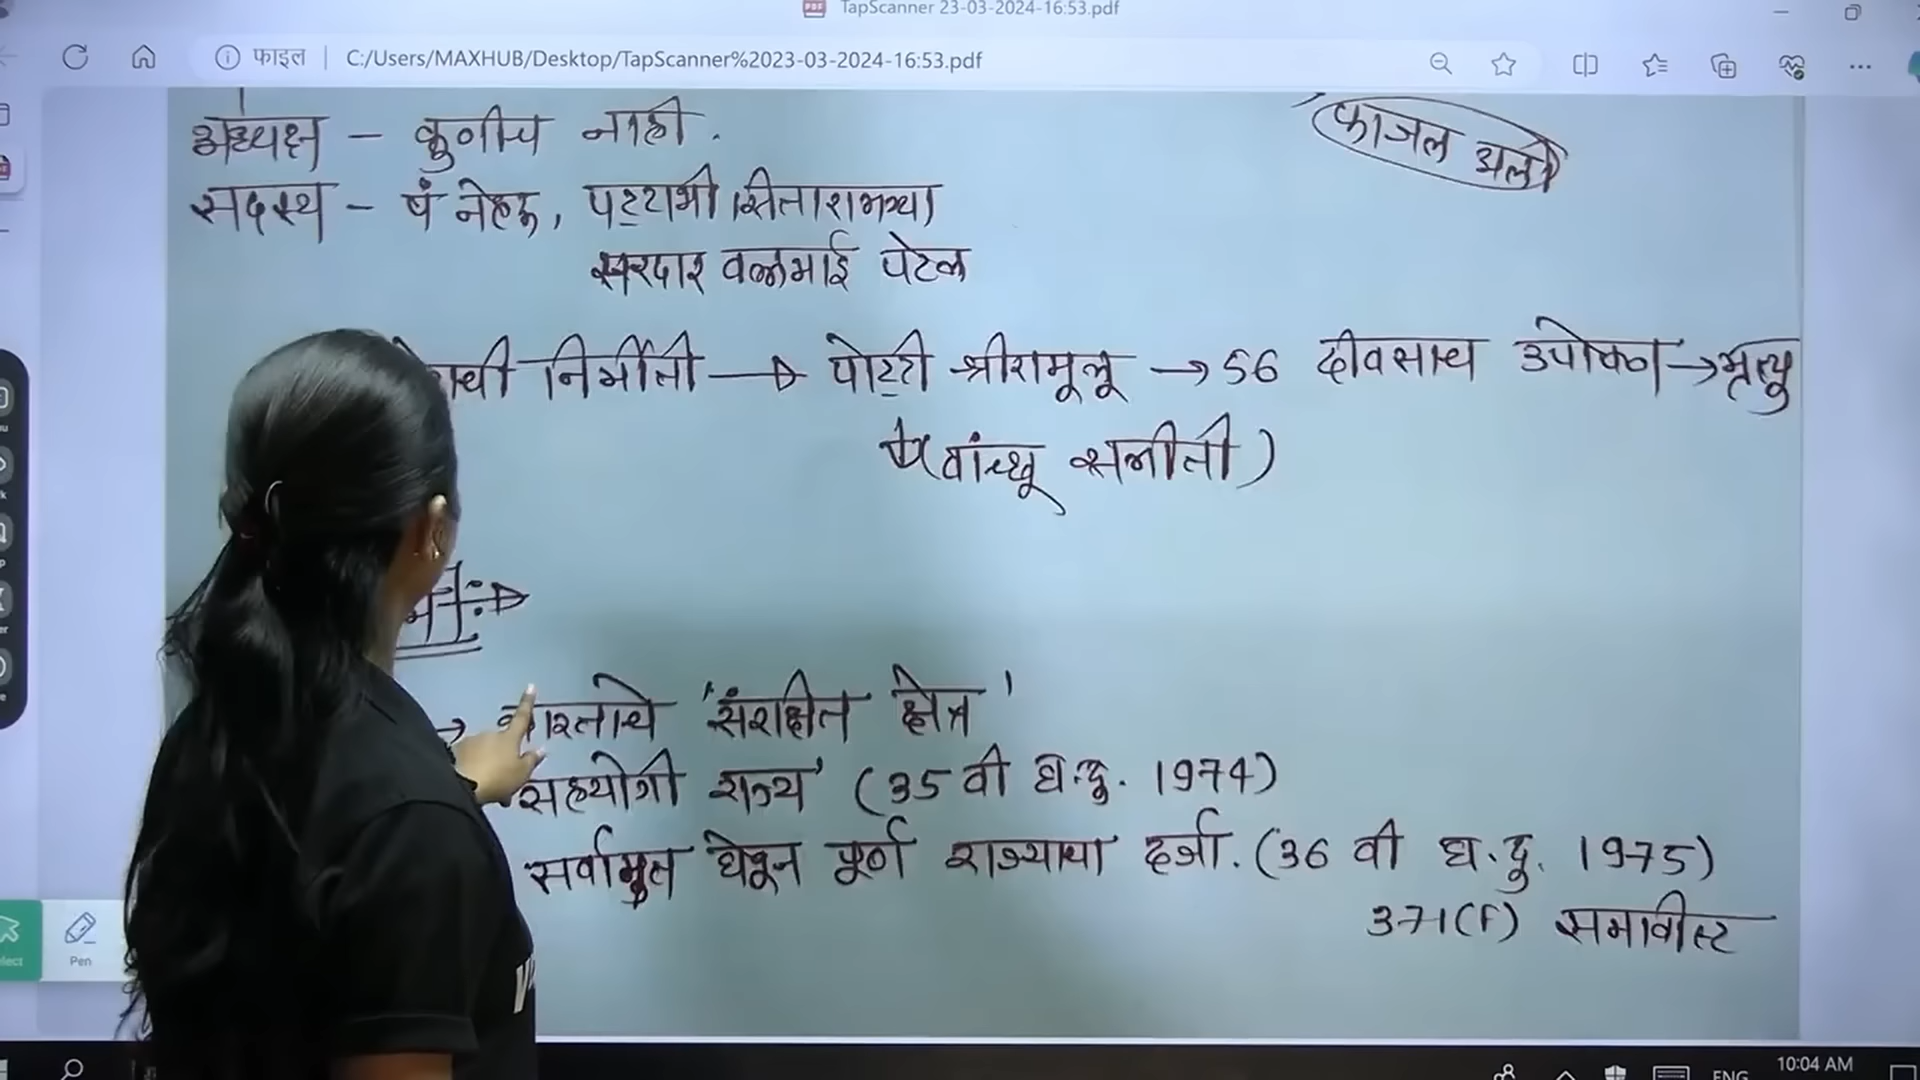 TapScanner 23-03-2024-16:53.pdf
फाइल | C:/Users/MAXHUB/Desktop/TapScanner%2023-03-2024-16:53.pdf
फाजल अली
अध्यक्ष - कुणीच नाही.
सदस्य - पं नेहरू, पट्टाभी सितारामय्या
सरदार वल्लभाई पटेल
निर्मीती → पोट्टी श्रीरामूलू → 56 दीवसाच उपोषण → मृत्यु
(वांच्छू समीती)
→ भारताचे 'संरक्षीत क्षेत्र'
सहयोगी राज्य' (35 वी घ.दु. 1974)
सर्वामुत घेवून पूर्ण राज्याचा दर्जा. (36 वी घ.दु. 1975)
371(F) समावीस्ट
Pen
ENG
10:04 AM